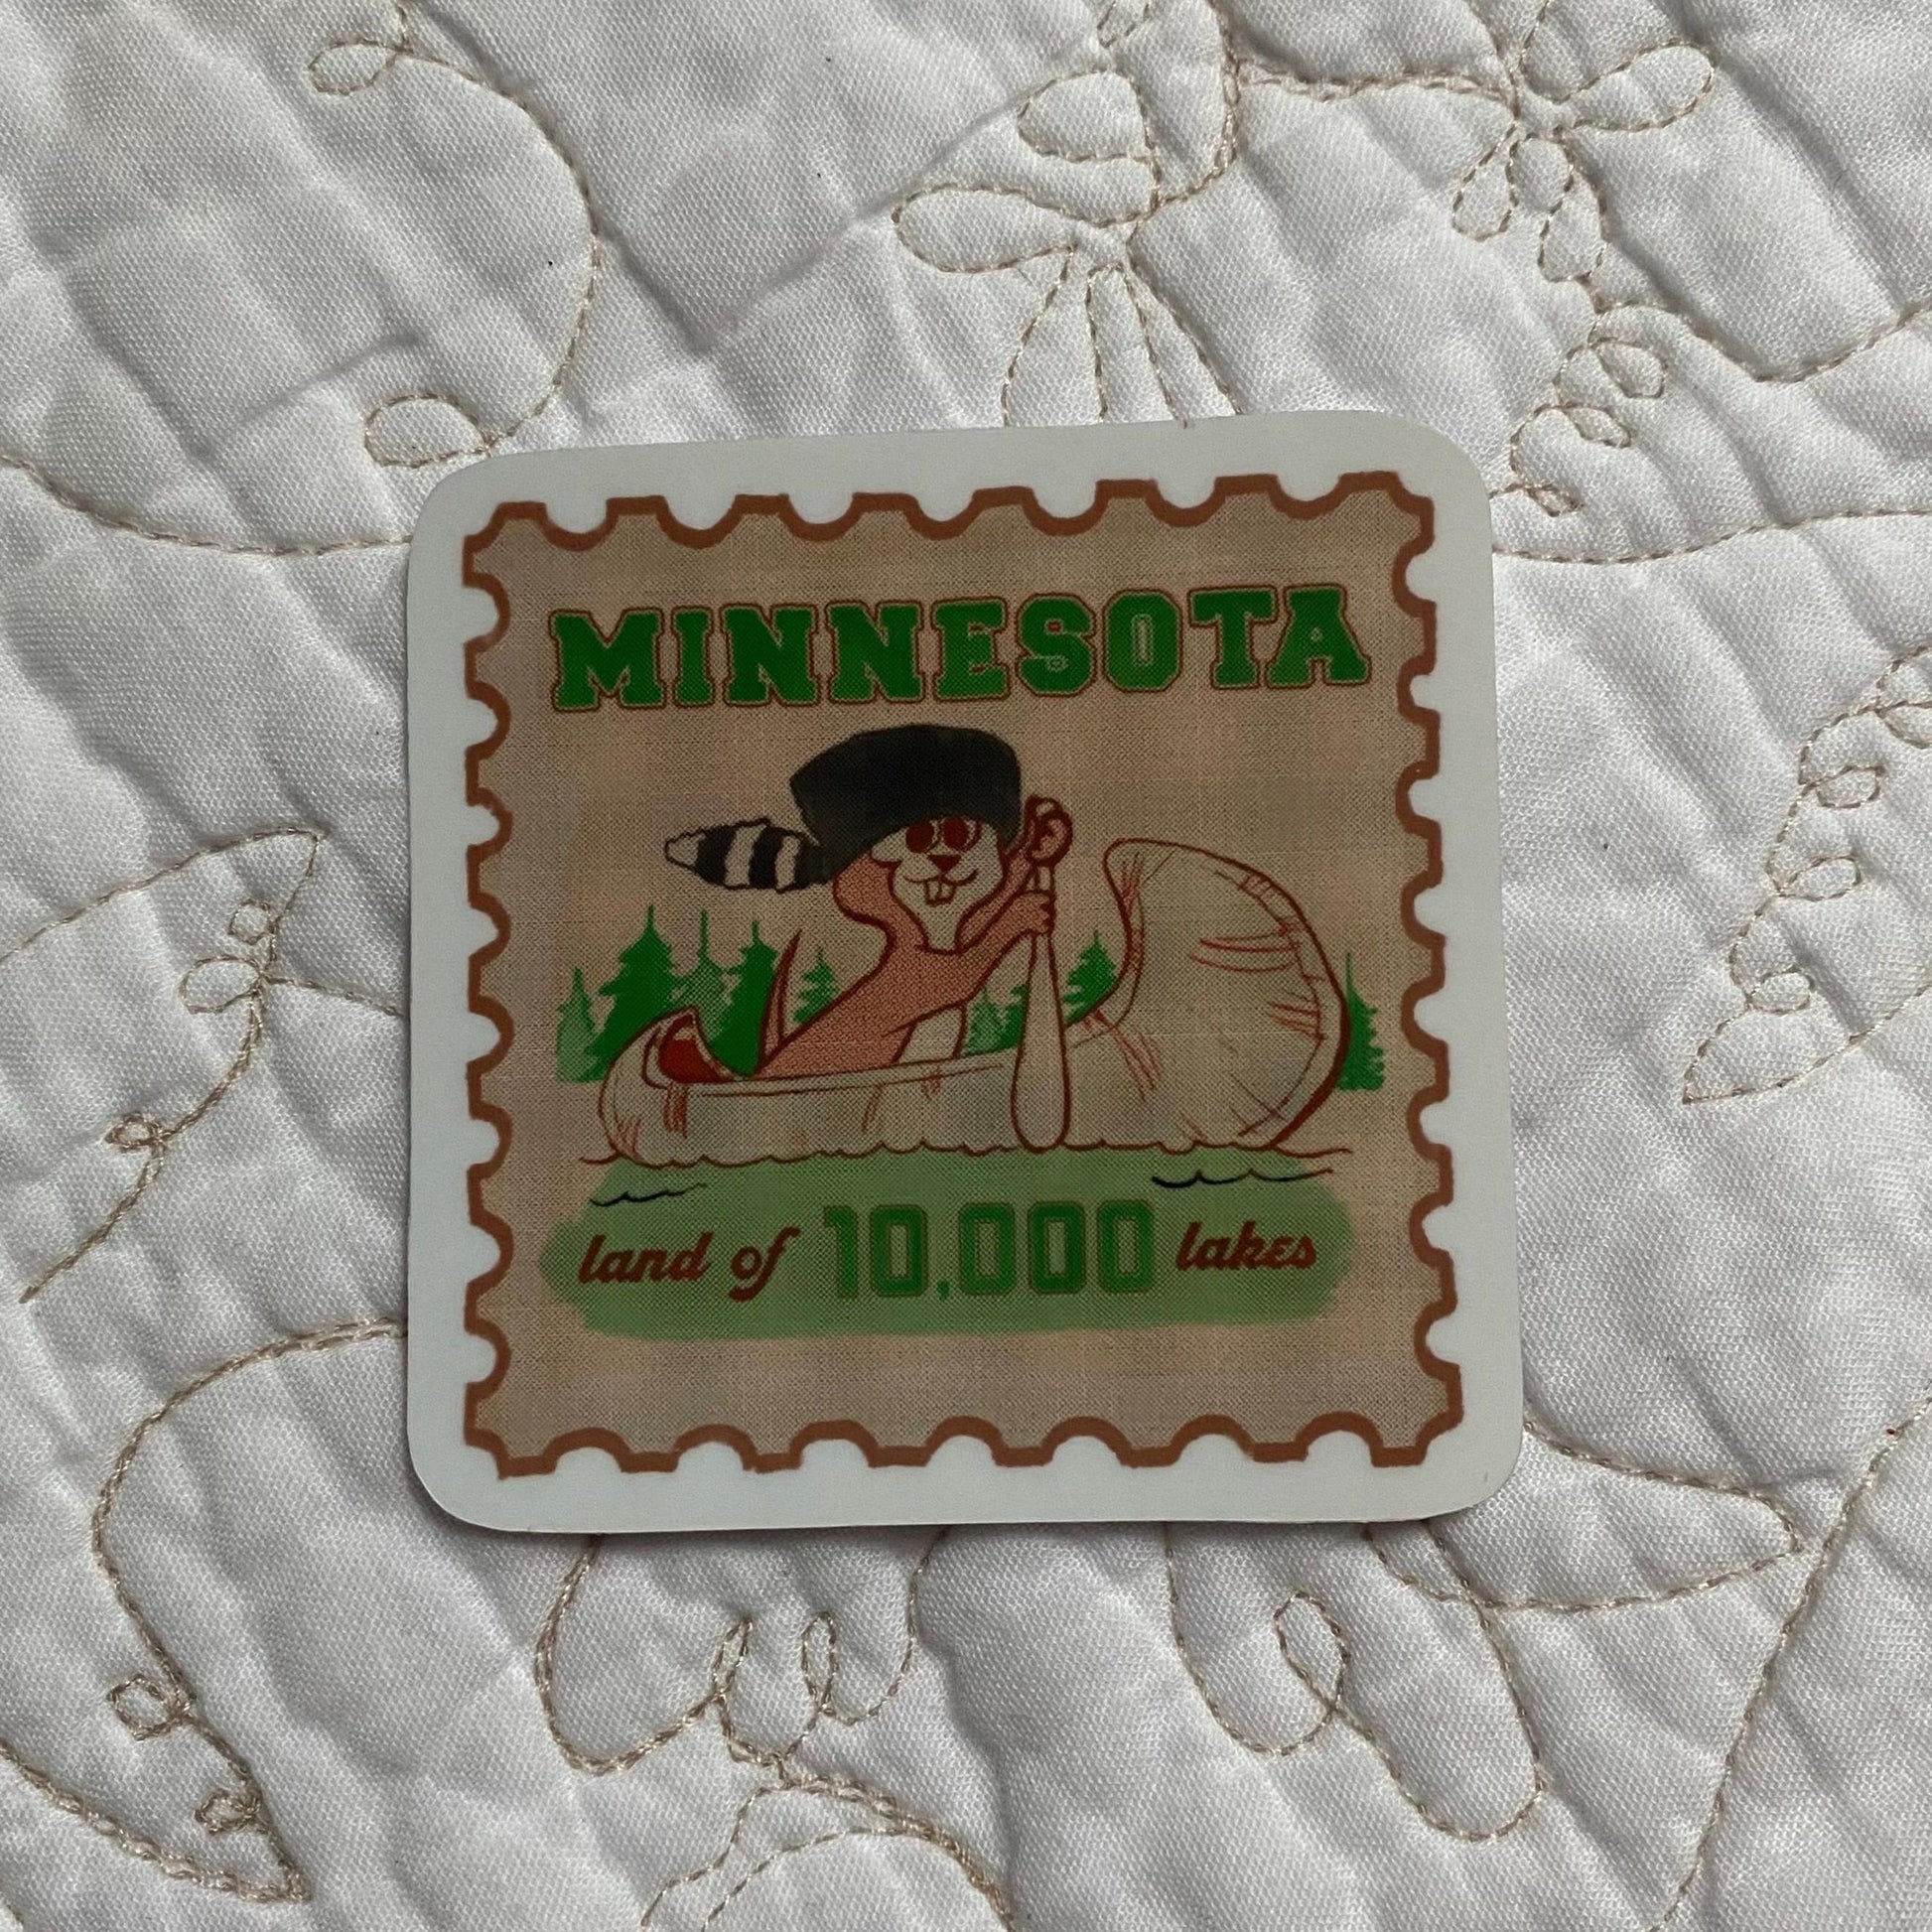 MINNESOTA
land of 10,000 lakes